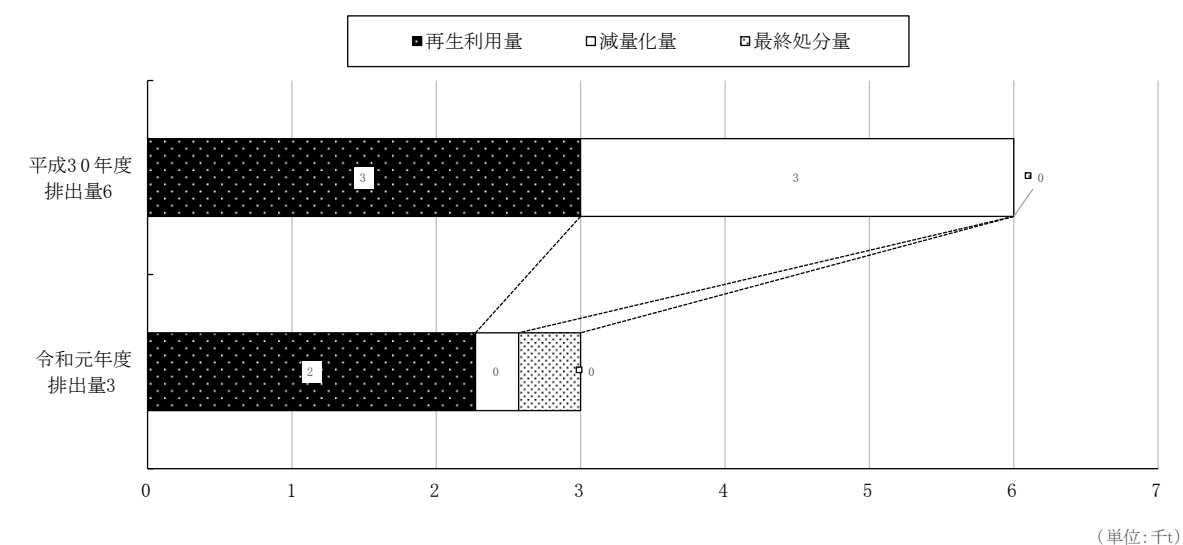 再生利用量 減量化量 最終処分量
平成30年度
排出量6
3
3
0
令和元年度
排出量3
2
0
0
0 1 2 3 4 5 6 7
(単位:千t)